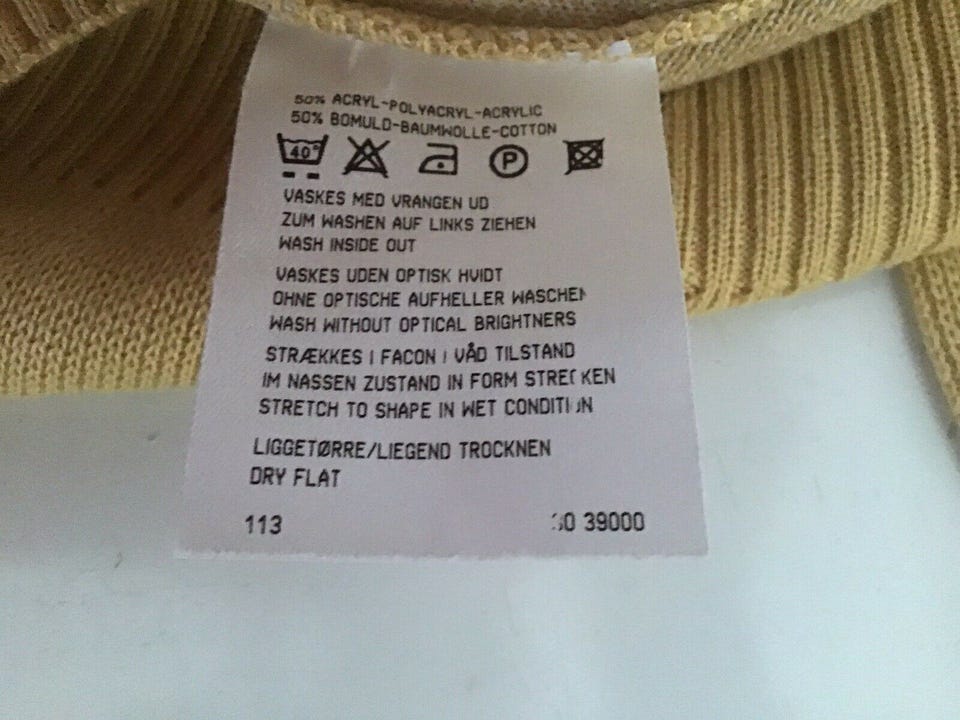 50% ACRYL-POLYACRYL-ACRYLIC
50% BOMULD-BAUMWOLLE-COTTON
40° P
VASKES MED VRANGEN UD
ZUM WASHEN AUF LINKS ZIEHEN
WASH INSIDE OUT
VASKES UDEN OPTISK HVIDT
OHNE OPTISCHE AUFHELLER WASCHEN
WASH WITHOUT OPTICAL BRIGHTNERS
STRÆKKES I FACON I VÅD TILSTAND
IM NASSEN ZUSTAND IN FORM STRECKEN
STRETCH TO SHAPE IN WET CONDITION
LIGGETØRRE/LIEGEND TROCKNEN
DRY FLAT
113 39000